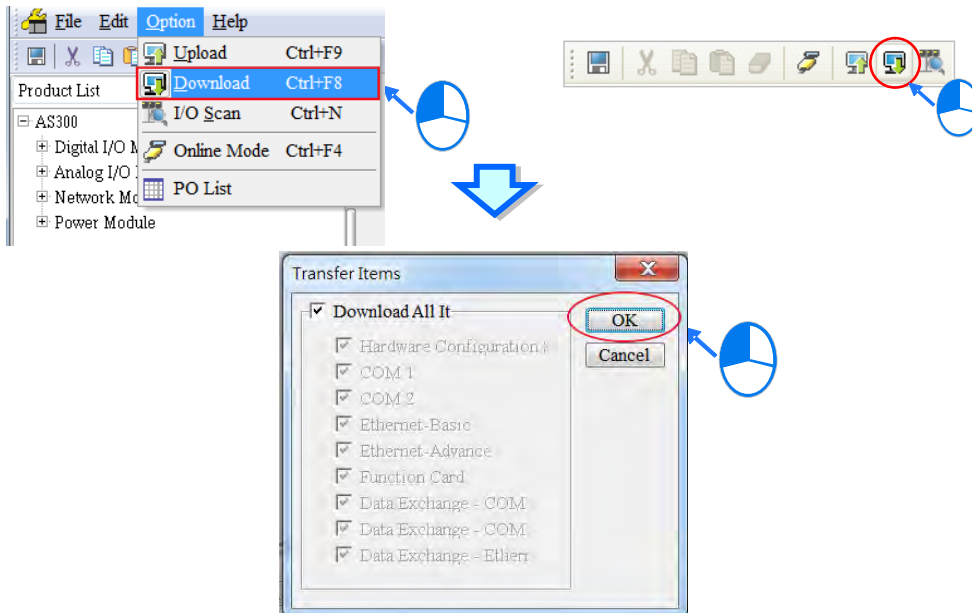 File Edit Option Help
Upload Ctrl+F9
Product List
Download Ctrl+F8
AS300
I/O Scan Ctrl+N
Digital I/O
Online Mode Ctrl+F4
Analog I/O
Network
PO List
Power Module
Transfer Items
Download All It
OK
Hardware Configuration
Cancel
COM 1
COM 2
Ethernet-Basic
Ethernet-Advance
Function Card
Data Exchange - COM
Data Exchange - COM
Data Exchange - Ether